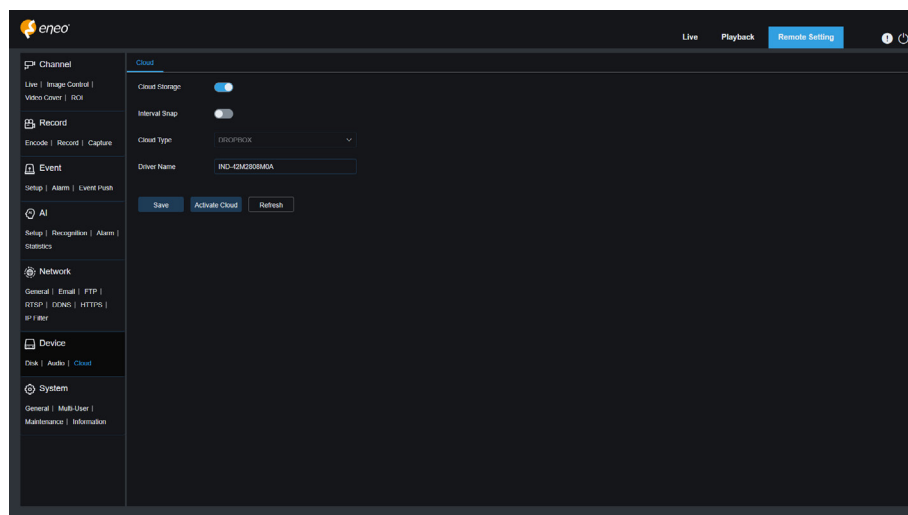 eneo
Live Playback Remote Setting
Channel
Live | Image Control |
Video Cover | ROI
Record
Encode | Record | Capture
Event
Setup | Alarm | Event Push
AI
Setup | Recognition | Alarm |
Statistics
Network
General | Email | FTP |
RTSP | DDNS | HTTPS |
IP Filter
Device
Disk | Audio | Cloud
System
General | Multi-User |
Maintenance | Information
Cloud
Cloud Storage
Interval Snap
Cloud Type DROPBOX
Driver Name IND-42M2808M0A
Save Activate Cloud Refresh